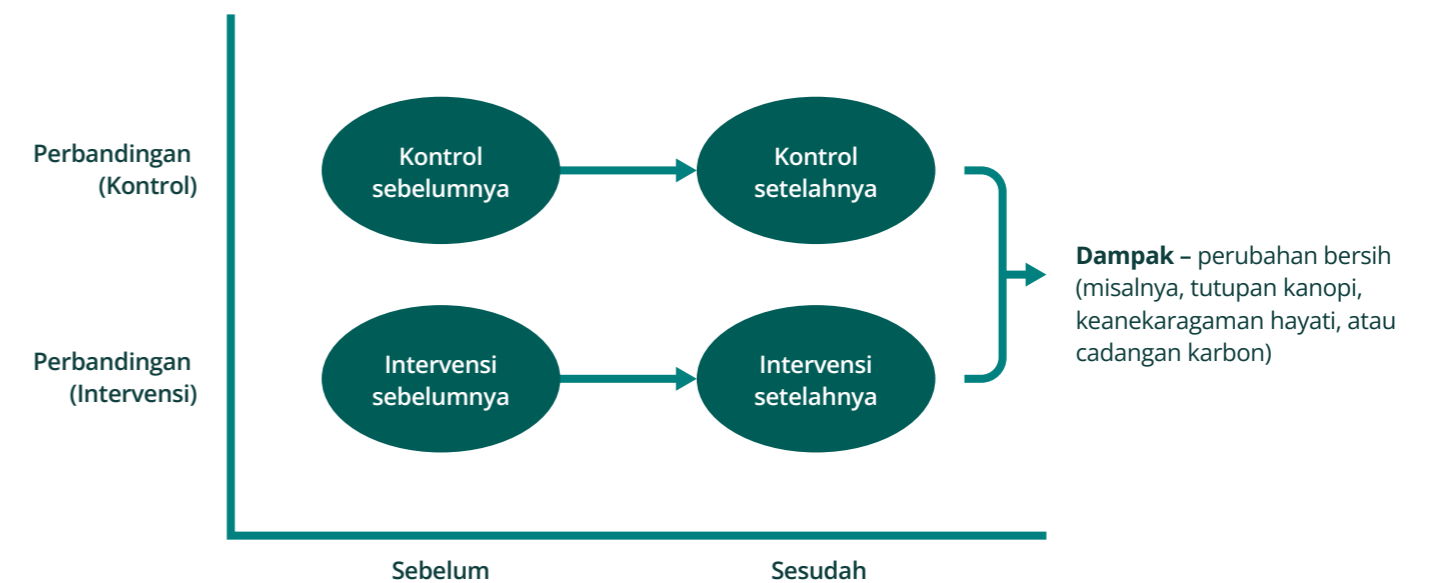 Perbandingan
(Kontrol)
Kontrol
sebelumnya
Kontrol
setelahnya
Dampak – perubahan bersih
(misalnya, tutupan kanopi,
keanekaragaman hayati, atau
cadangan karbon)
Perbandingan
(Intervensi)
Intervensi
sebelumnya
Intervensi
setelahnya
Sebelum
Sesudah